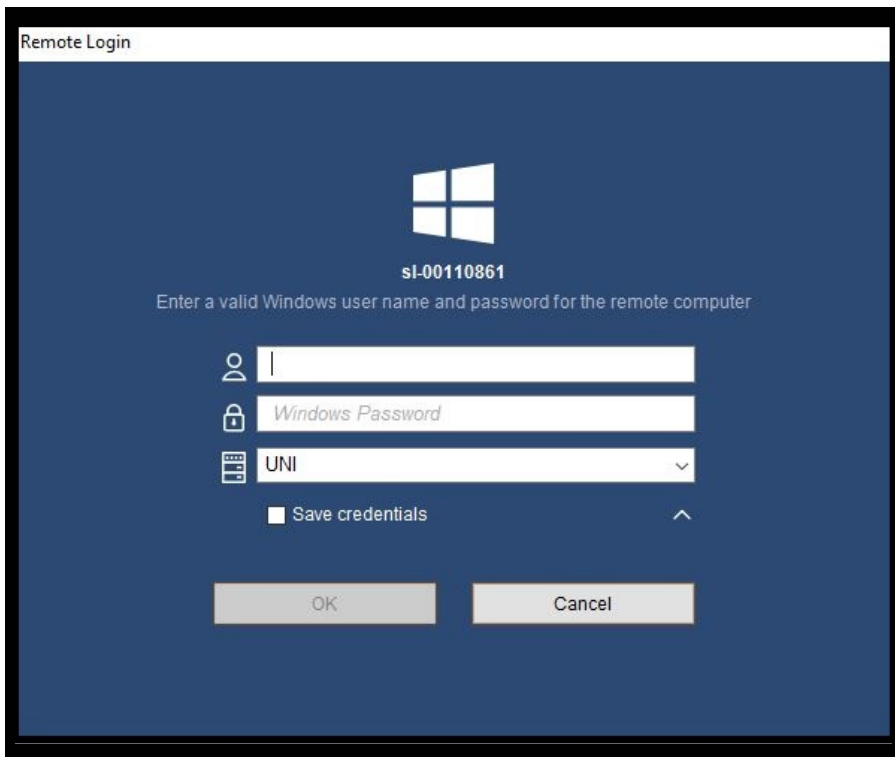 Remote Login
sl-00110861
Enter a valid Windows user name and password for the remote computer
Windows Password
UNI
Save credentials
OK
Cancel